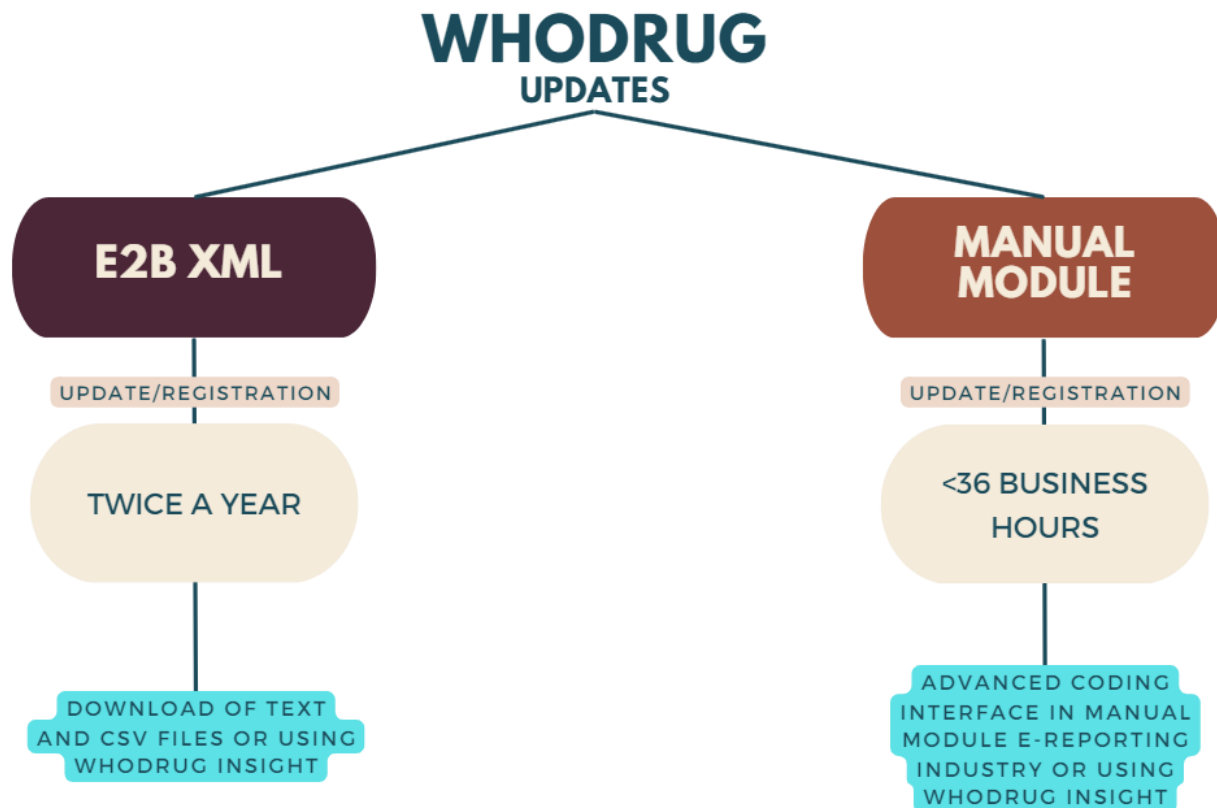 WHODRUG
UPDATES
E2B XML
UPDATE/REGISTRATION
TWICE A YEAR
DOWNLOAD OF TEXT
AND CSV FILES OR USING
WHODRUG INSIGHT
MANUAL
MODULE
UPDATE/REGISTRATION
<36 BUSINESS
HOURS
ADVANCED CODING
INTERFACE IN MANUAL
MODULE E-REPORTING
INDUSTRY OR USING
WHODRUG INSIGHT